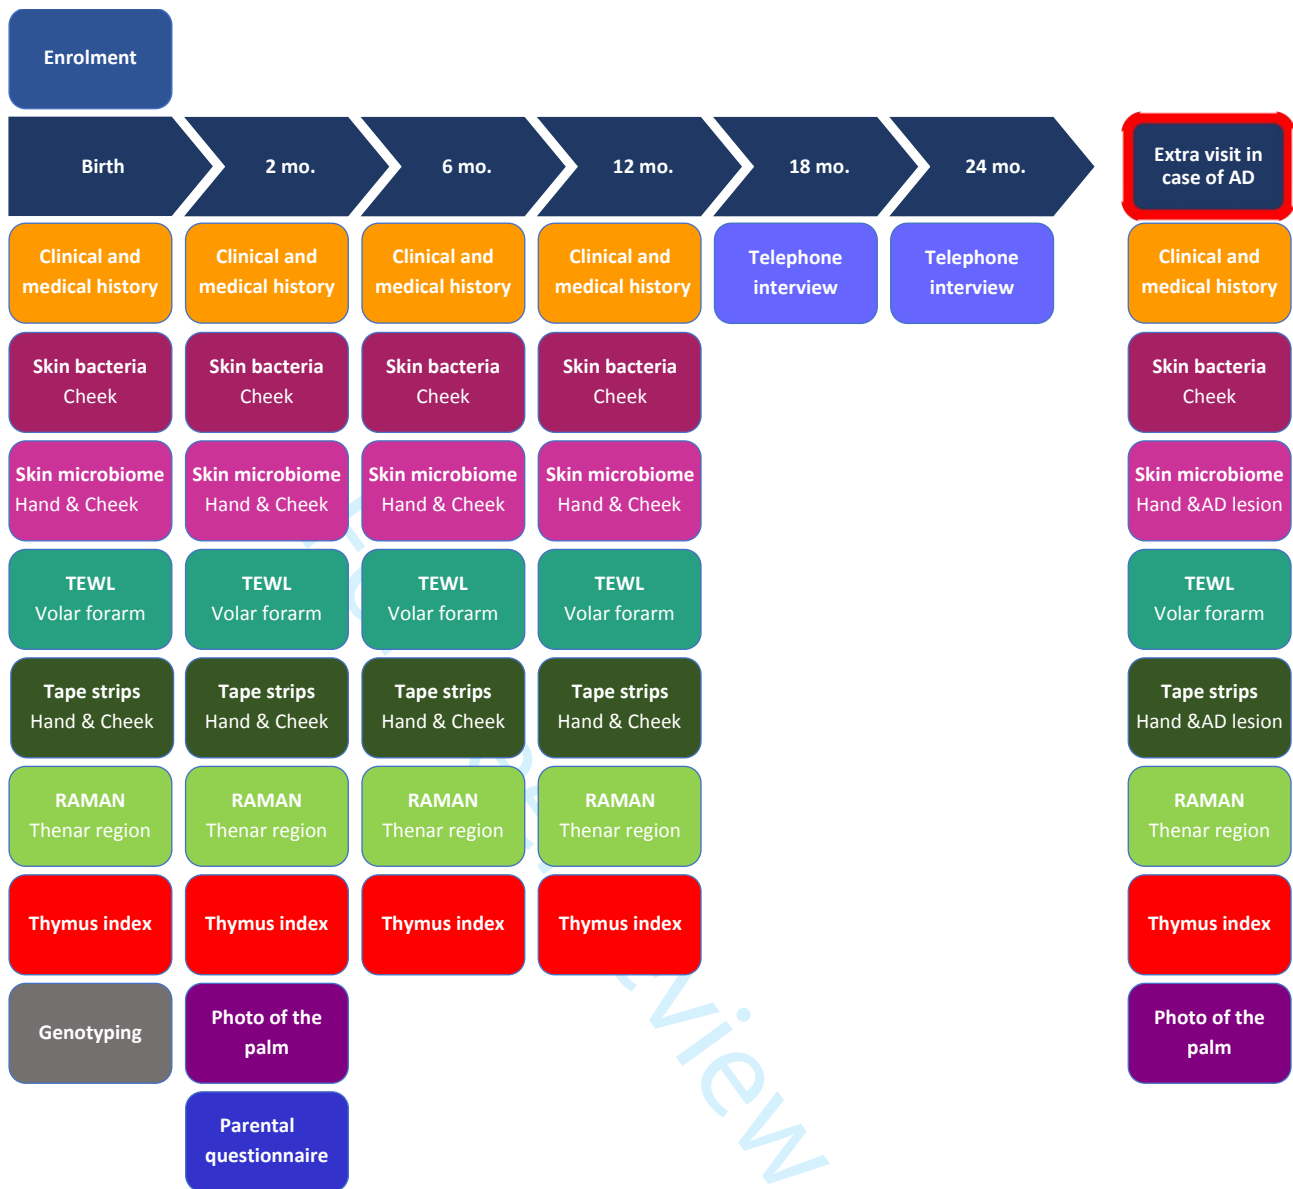 Enrolment
Birth
2 mo.
6 mo.
12 mo.
18 mo.
24 mo.
Extra visit in
case of AD
Clinical and
medical history
Clinical and
medical history
Clinical and
medical history
Clinical and
medical history
Telephone
interview
Telephone
interview
Clinical and
medical history
Skin bacteria
Cheek
Skin bacteria
Cheek
Skin bacteria
Cheek
Skin bacteria
Cheek
Skin bacteria
Cheek
Skin microbiome
Hand & Cheek
Skin microbiome
Hand & Cheek
Skin microbiome
Hand & Cheek
Skin microbiome
Hand & Cheek
Skin microbiome
Hand &AD lesion
TEWL
Volar forarm
TEWL
Volar forarm
TEWL
Volar forarm
TEWL
Volar forarm
TEWL
Volar forarm
Tape strips
Hand & Cheek
Tape strips
Hand & Cheek
Tape strips
Hand & Cheek
Tape strips
Hand & Cheek
Tape strips
Hand &AD lesion
RAMAN
Thenar region
RAMAN
Thenar region
RAMAN
Thenar region
RAMAN
Thenar region
RAMAN
Thenar region
Thymus index
Thymus index
Thymus index
Thymus index
Thymus index
Genotyping
Photo of the
palm
Photo of the
palm
Parental
questionnaire